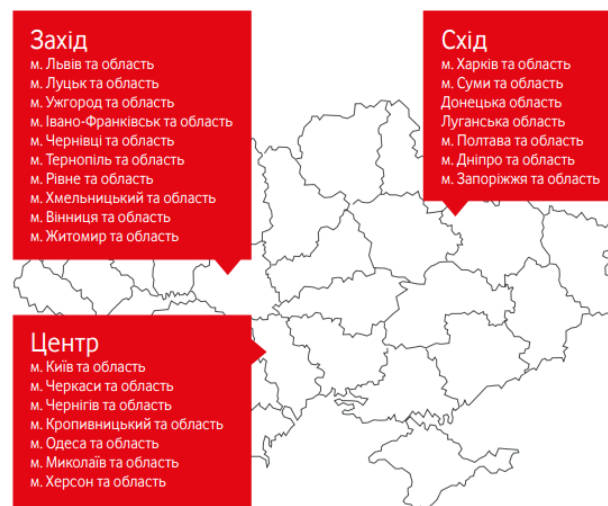 Захід
м. Львів та область
м. Луцьк та область
м. Ужгород та область
м. Івано-Франківськ та область
м. Чернівці та область
м. Тернопіль та область
м. Рівне та область
м. Хмельницький та область
м. Вінниця та область
м. Житомир та область
Схід
м. Харків та область
м. Суми та область
Донецька область
Луганська область
м. Полтава та область
м. Дніпро та область
м. Запоріжжя та область
Центр
м. Київ та область
м. Черкаси та область
м. Чернігів та область
м. Кропивницький та область
м. Одеса та область
м. Миколаїв та область
м. Херсон та область